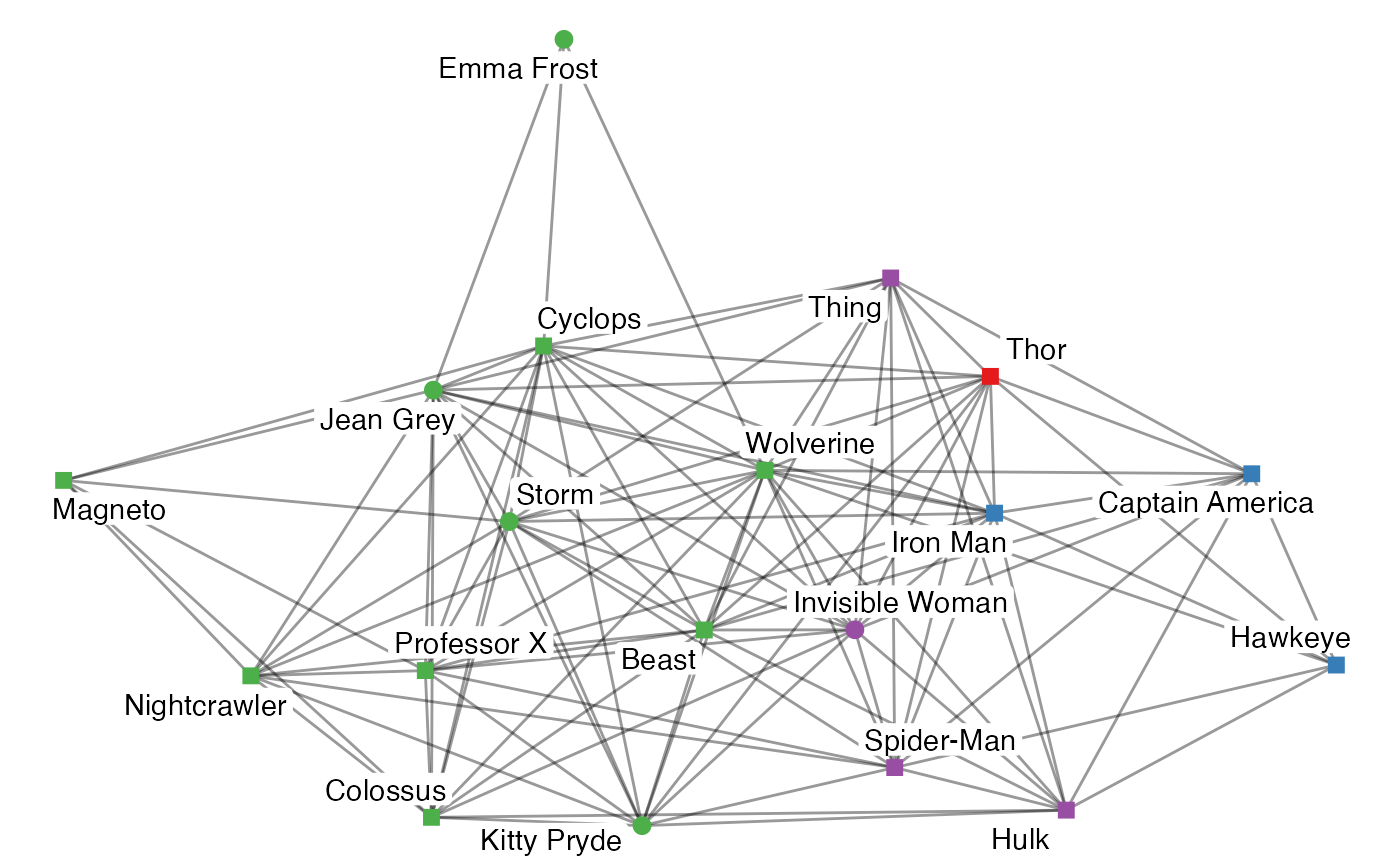 Emma Frost
Thing
Cyclops
Thor
Jean Grey
Wolverine
Storm
Captain America
Magneto
Iron Man
Invisible Woman
Hawkeye
Professor X
Beast
Nightcrawler
Spider-Man
Colossus
Kitty Pryde
Hulk